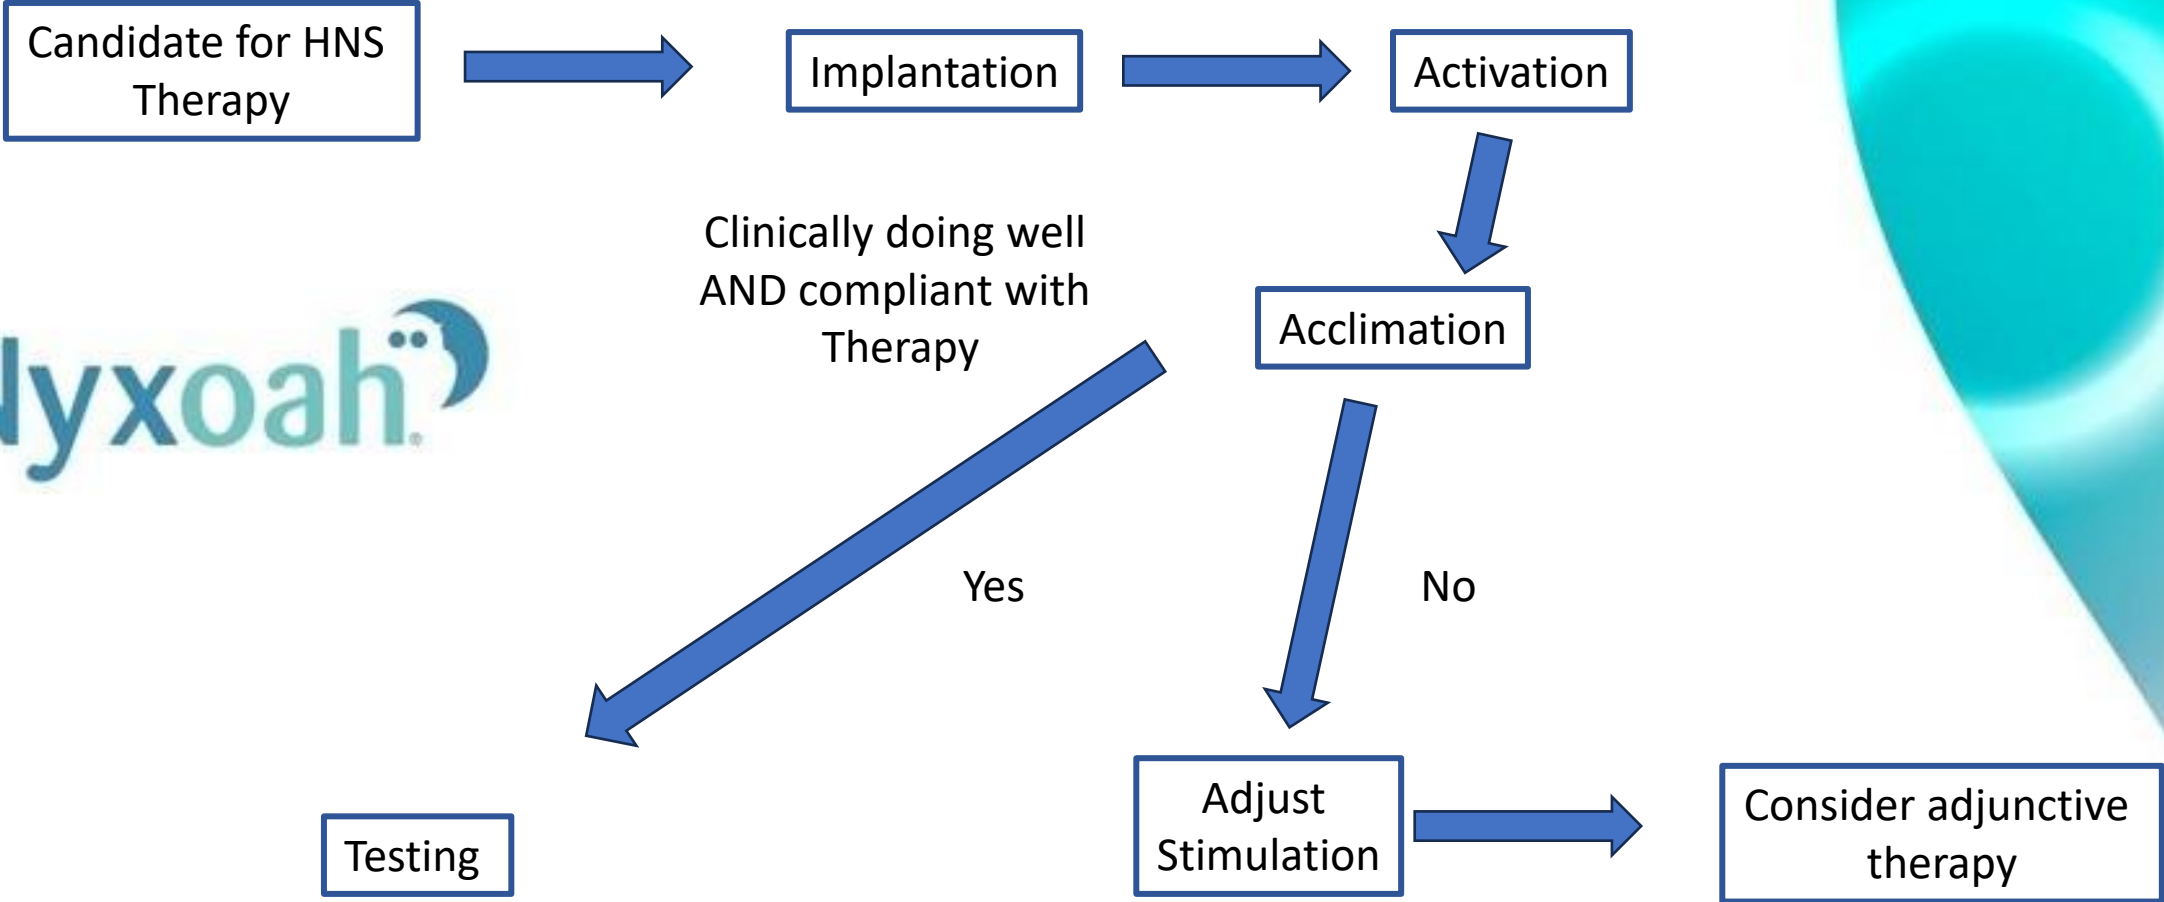 Candidate for HNS
Therapy
Implantation
Activation
Clinically doing well
AND compliant with
Therapy
Acclimation
lyxoah®
Yes
No
Testing
Adjust
Stimulation
Consider adjunctive
therapy